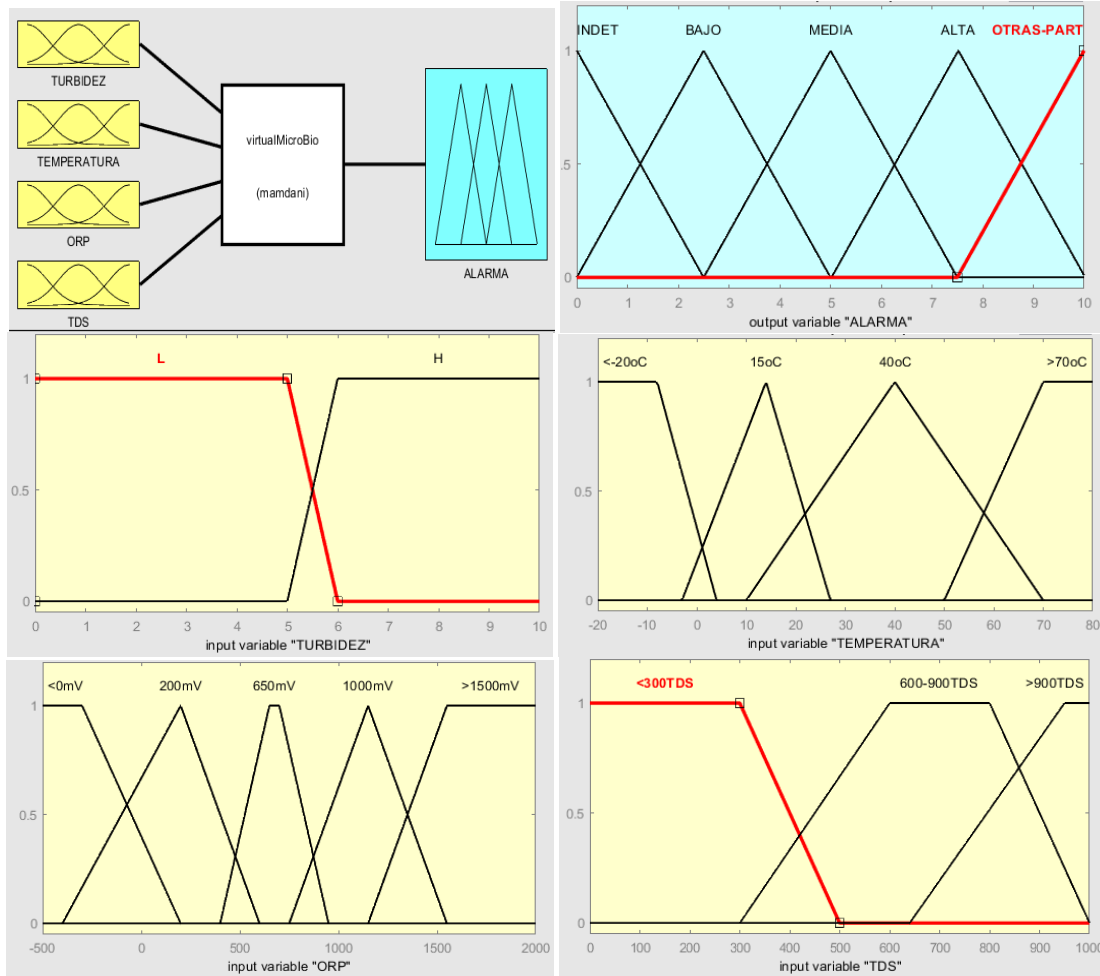 TURBIDEZ
TEMPERATURA
ORP
TDS
virtualMicroBio
(mamdani)
ALARMA
INDET BAJO MEDIA ALTA OTRAS-PART
1
.5
0
0 1 2 3 4 5 6 7 8 9 10
output variable "ALARMA"
L H
1
0.5
0
0 1 2 3 4 5 6 7 8 9 10
input variable "TURBIDEZ"
<-20oC 15oC 40oC >70oC
1
0.5
0
-20 -10 0 10 20 30 40 50 60 70 80
input variable "TEMPERATURA"
<0mV 200mV 650mV 1000mV >1500mV
1
0.5
0
-500 0 500 1000 1500 2000
input variable "ORP"
<300TDS 600-900TDS >900TDS
1
0.5
0
0 100 200 300 400 500 600 700 800 900 1000
input variable "TDS"